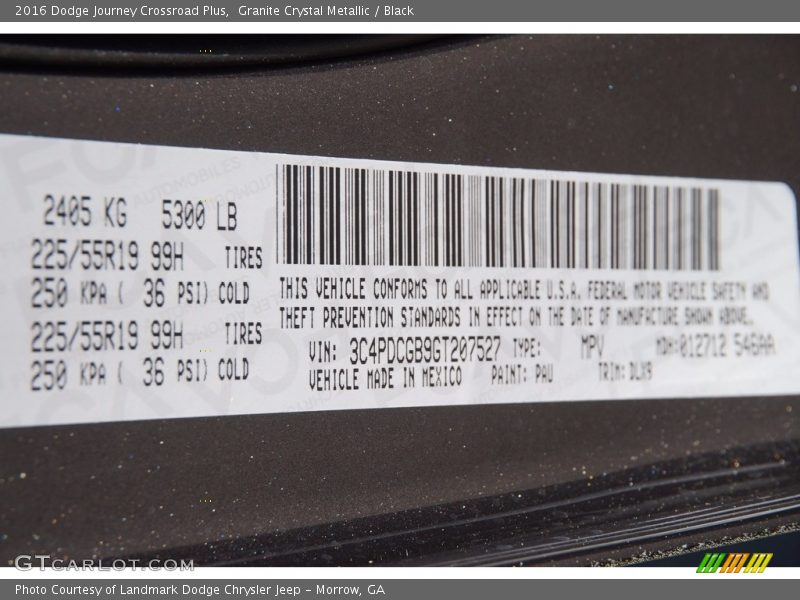 2016 Dodge Journey Crossroad Plus, Granite Crystal Metallic / Black
2405 KG 5300 LB
225/55R19 99H TIRES
250 KPA ( 36 PSI) COLD
225/55R19 99H TIRES
250 KPA ( 36 PSI) COLD
THIS VEHICLE CONFORMS TO ALL APPLICABLE U.S.A. FEDERAL MOTOR VEHICLE SAFETY AND
THEFT PREVENTION STANDARDS IN EFFECT ON THE DATE OF MANUFACTURE SHOWN ABOVE.
VIN: 3C4PDCGB9GT207527 TYPE: MPV MDH:012712 546AA
VEHICLE MADE IN MEXICO PAINT: PAU TRIM: DLX9
GTCARLOT.COM
Photo Courtesy of Landmark Dodge Chrysler Jeep – Morrow, GA